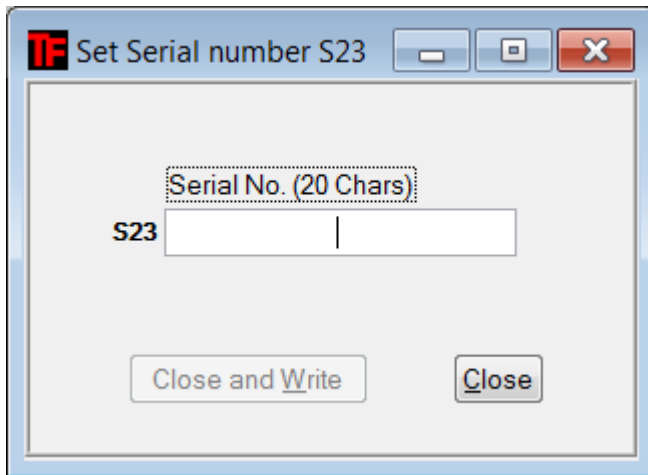 TF Set Serial number S23
Serial No. (20 Chars)
S23
Close and Write Close